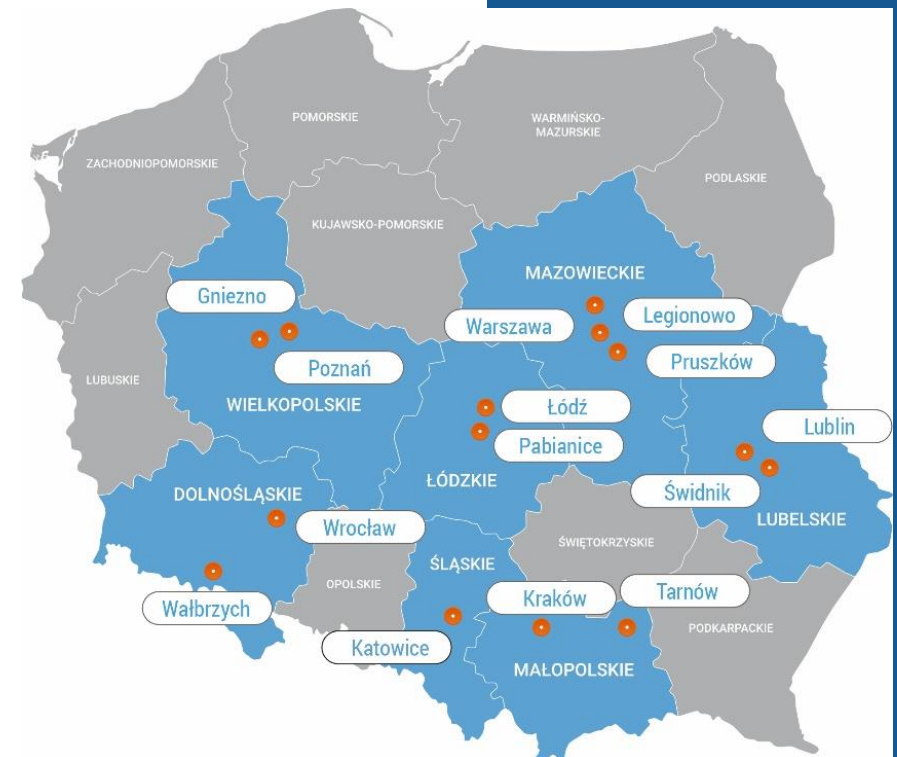 POMORSKIE
WARMIŃSKO-
MAZURSKIE
ZACHODNIOPOMORSKIE
PODLASKIE
KUJAWSKO-POMORSKIE
MAZOWIECKIE
Gniezno
Legionowo
Warszawa
Pruszków
Poznań
LUBUSKIE
WIELKOPOLSKIE
Łódź
Lublin
Pabianice
ŁÓDZKIE
Świdnik
DOLNOŚLĄSKIE
LUBELSKIE
Wrocław
ŚWIĘTOKRZYSKIE
ŚLĄSKIE
OPOLSKIE
Tarnów
Kraków
Wałbrzych
PODKARPACKIE
Katowice
MAŁOPOLSKIE